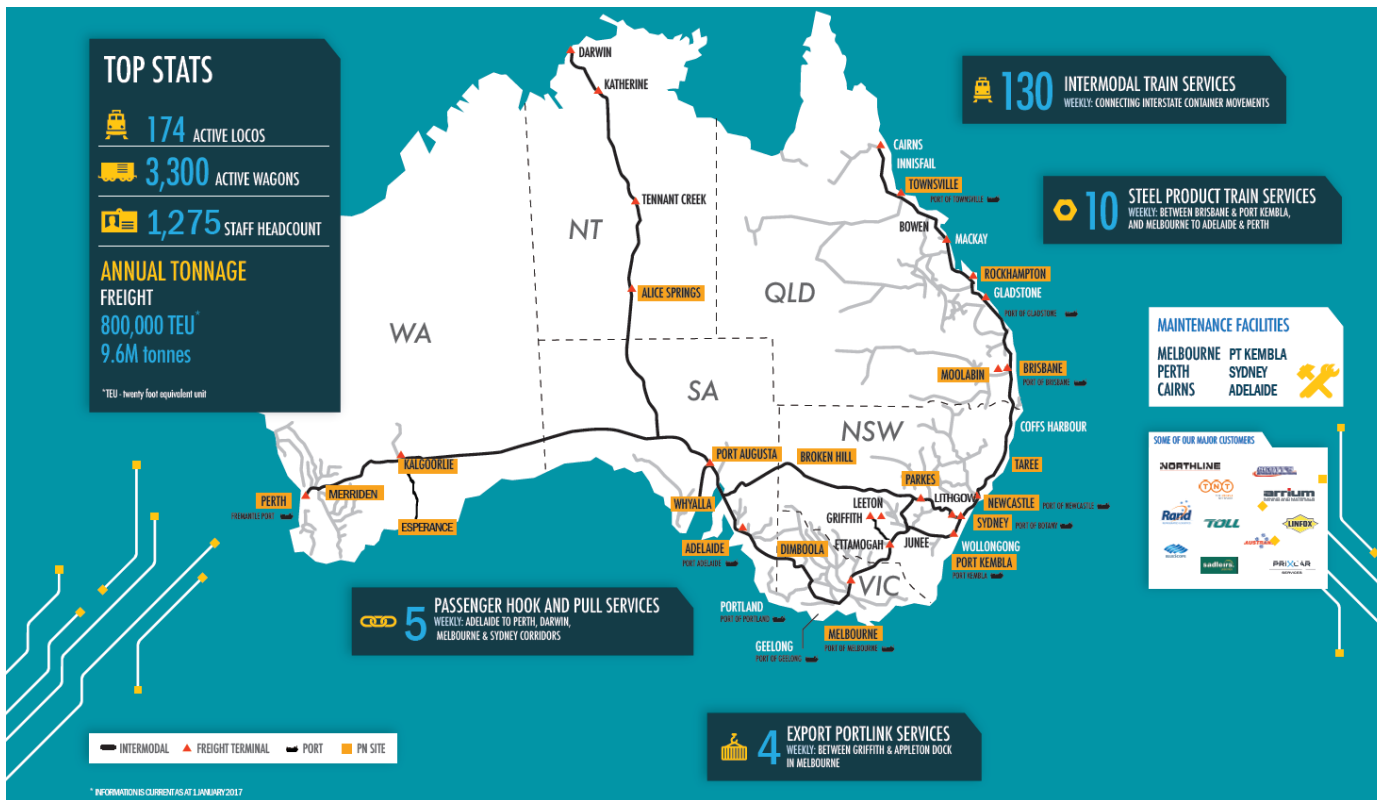 TOP STATS
174 ACTIVE LOCOS
3,300 ACTIVE WAGONS
1,275 STAFF HEADCOUNT
ANNUAL TONNAGE
FREIGHT
800,000 TEU*
9.6M tonnes
*TEU - twenty foot equivalent unit
130 INTERMODAL TRAIN SERVICES
WEEKLY: CONNECTING INTERSTATE CONTAINER MOVEMENTS
10 STEEL PRODUCT TRAIN SERVICES
WEEKLY: BETWEEN BRISBANE & PORT KEMBLA,
AND MELBOURNE TO ADELAIDE & PERTH
MAINTENANCE FACILITIES
MELBOURNE PT KEMBLA
PERTH SYDNEY
CAIRNS ADELAIDE
SOME OF OUR MAJOR CUSTOMERS
NORTHLINE
TNT
arrium
Rand
TOLL
LINFOX
sadleirs
PRIXCAR
SERVICES
DARWIN
KATHERINE
TENNANT CREEK
ALICE SPRINGS
NT
WA
SA
QLD
NSW
VIC
CAIRNS
INNISFAIL
TOWNSVILLE
PORT OF TOWNSVILLE
BOWEN
MACKAY
ROCKHAMPTON
GLADSTONE
PORT OF GLADSTONE
MOOLABIN
BRISBANE
PORT OF BRISBANE
COFFS HARBOUR
TAREE
PORT AUGUSTA
BROKEN HILL
PARKES
KALGOORLIE
PERTH
FREMANTLE PORT
MERRIDEN
ESPERANCE
WHYALLA
LEETON
LITHGOW
NEWCASTLE
PORT OF NEWCASTLE
GRIFFITH
SYDNEY
PORT OF BOTANY
ADELAIDE
PORT ADELAIDE
DIMBOOLA
ETTAMOGAH
JUNEE
WOLLONGONG
PORT KEMBLA
PORT KEMBLA
PORTLAND
PORT OF PORTLAND
GEELONG
PORT OF GEELONG
MELBOURNE
PORT OF MELBOURNE
5 PASSENGER HOOK AND PULL SERVICES
WEEKLY: ADELAIDE TO PERTH, DARWIN,
MELBOURNE & SYDNEY CORRIDORS
4 EXPORT PORTLINK SERVICES
WEEKLY: BETWEEN GRIFFITH & APPLETON DOCK
IN MELBOURNE
INTERMODAL FREIGHT TERMINAL PORT PN SITE
* INFORMATION IS CURRENT AS AT 1 JANUARY 2017